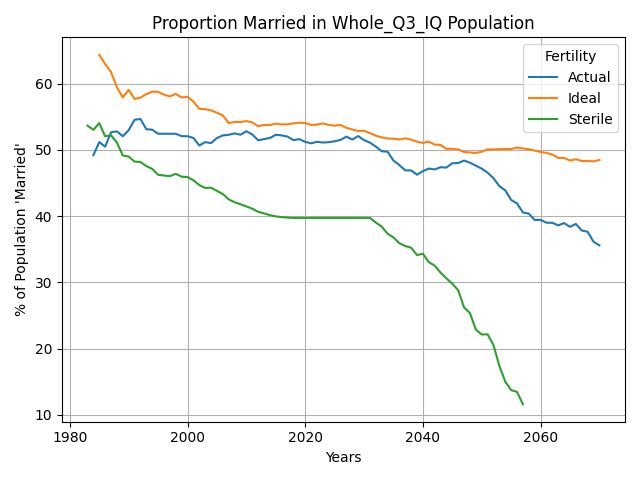 Proportion Married in Whole_Q3_IQ Population
% of Population 'Married'
60
50
40
30
20
10
Fertility
Actual
Ideal
Sterile
1980
2000
2020
2040
2060
Years